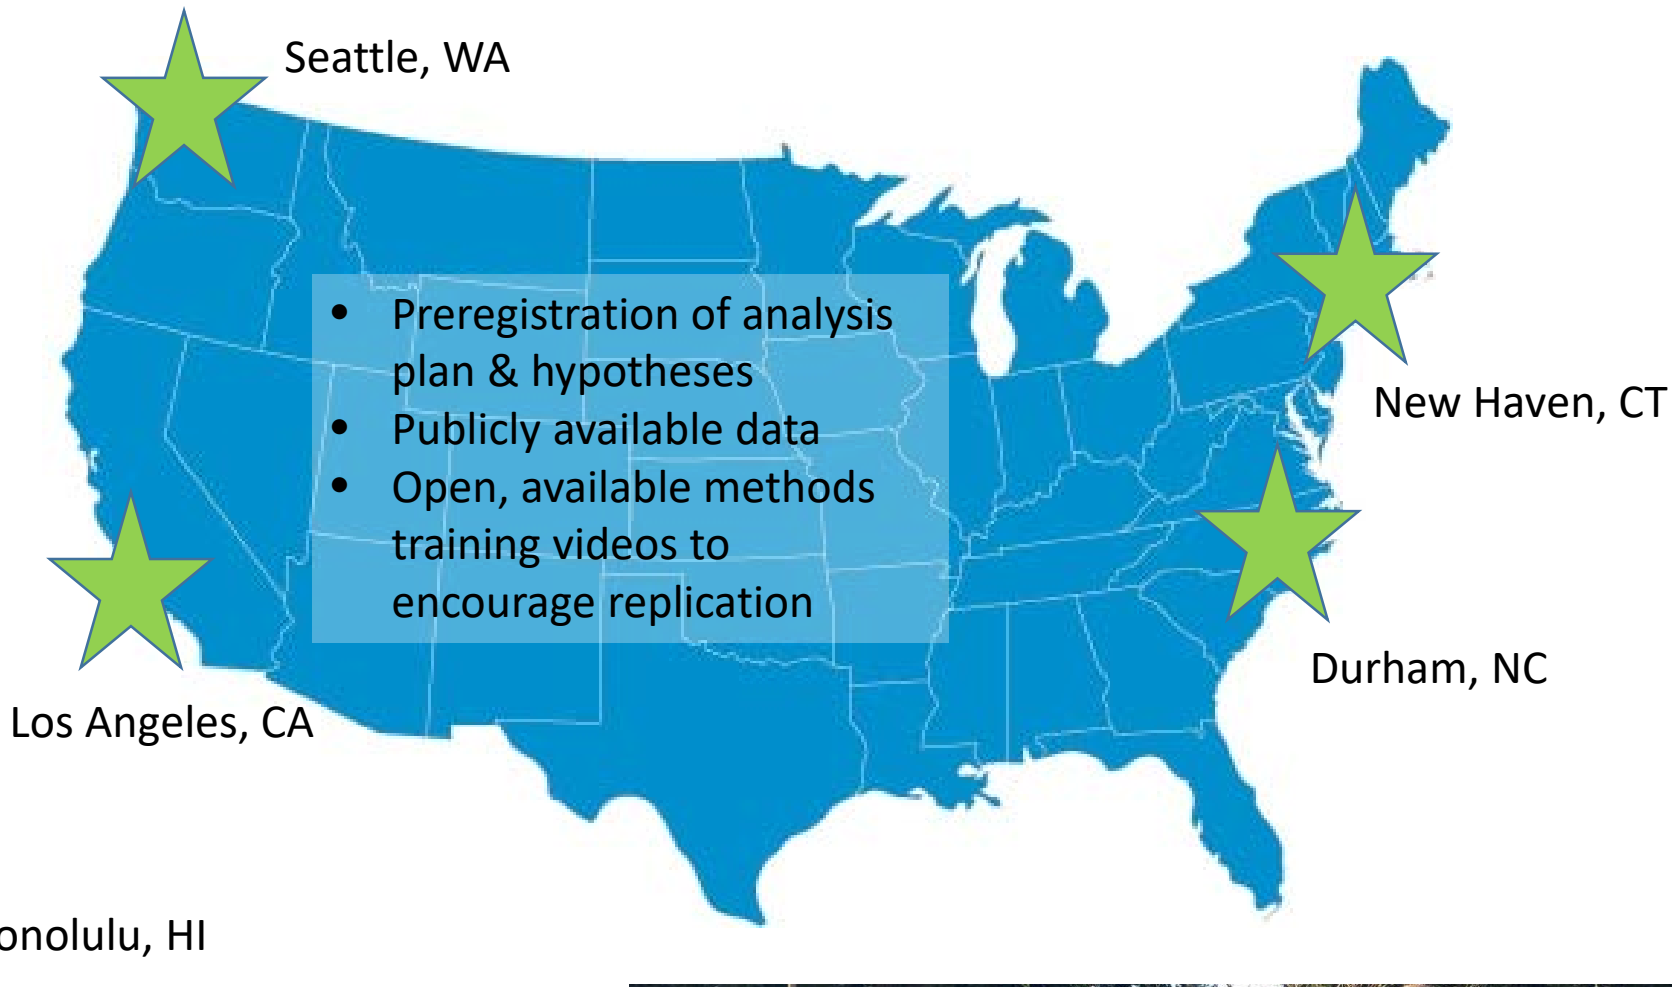 Seattle, WA
• Preregistration of analysis
plan & hypotheses
• Publicly available data
• Open, available methods
training videos to
encourage replication
New Haven, CT
Durham, NC
Los Angeles, CA
onolulu, HI